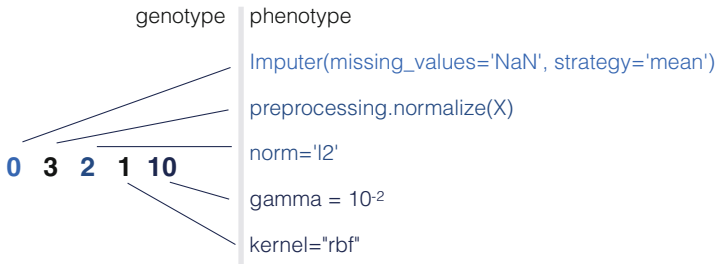 genotype phenotype
Imputer(missing_values='NaN', strategy='mean')
preprocessing.normalize(X)
norm='l2'
0 3 2 1 10
gamma = 10-2
kernel="rbf"